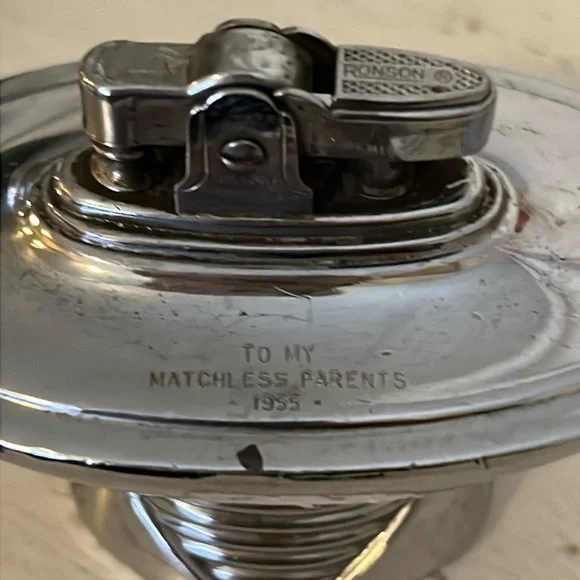 RONSON ®
TO MY
MATCHLESS PARENTS
- 1955 -